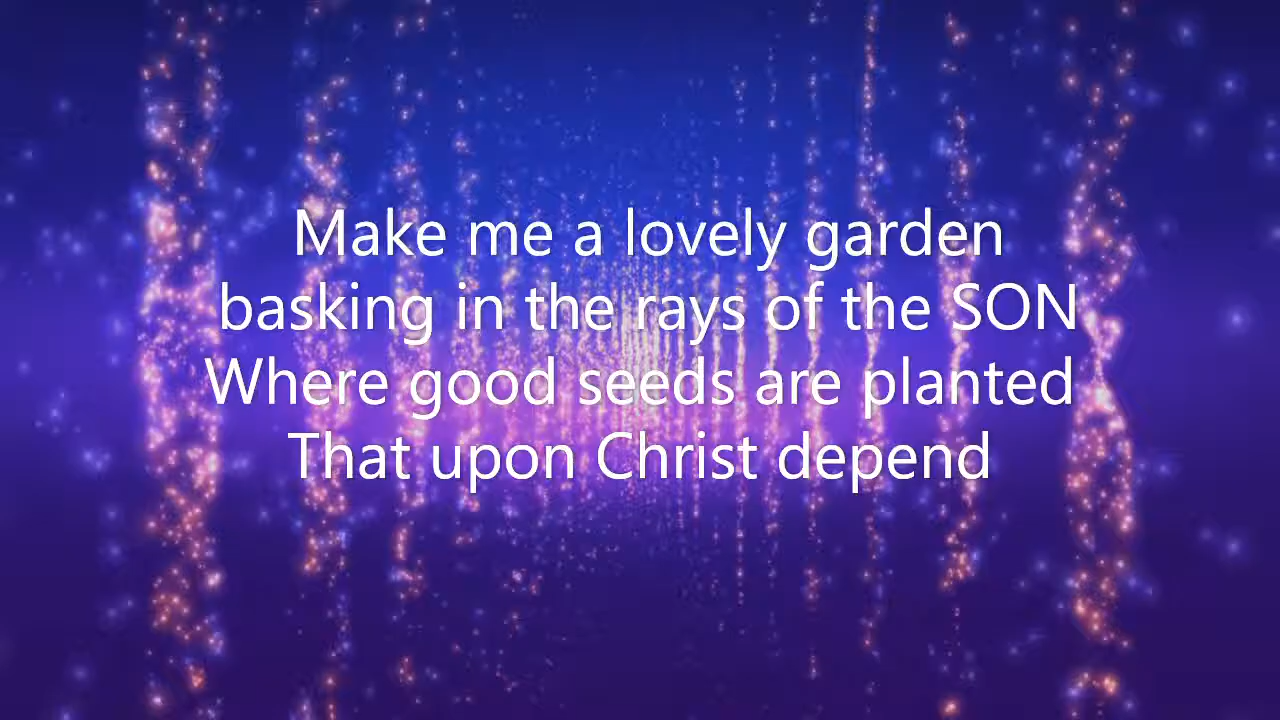 Make me a lovely garden
basking in the rays of the SON
Where good seeds are planted
That upon Christ depend